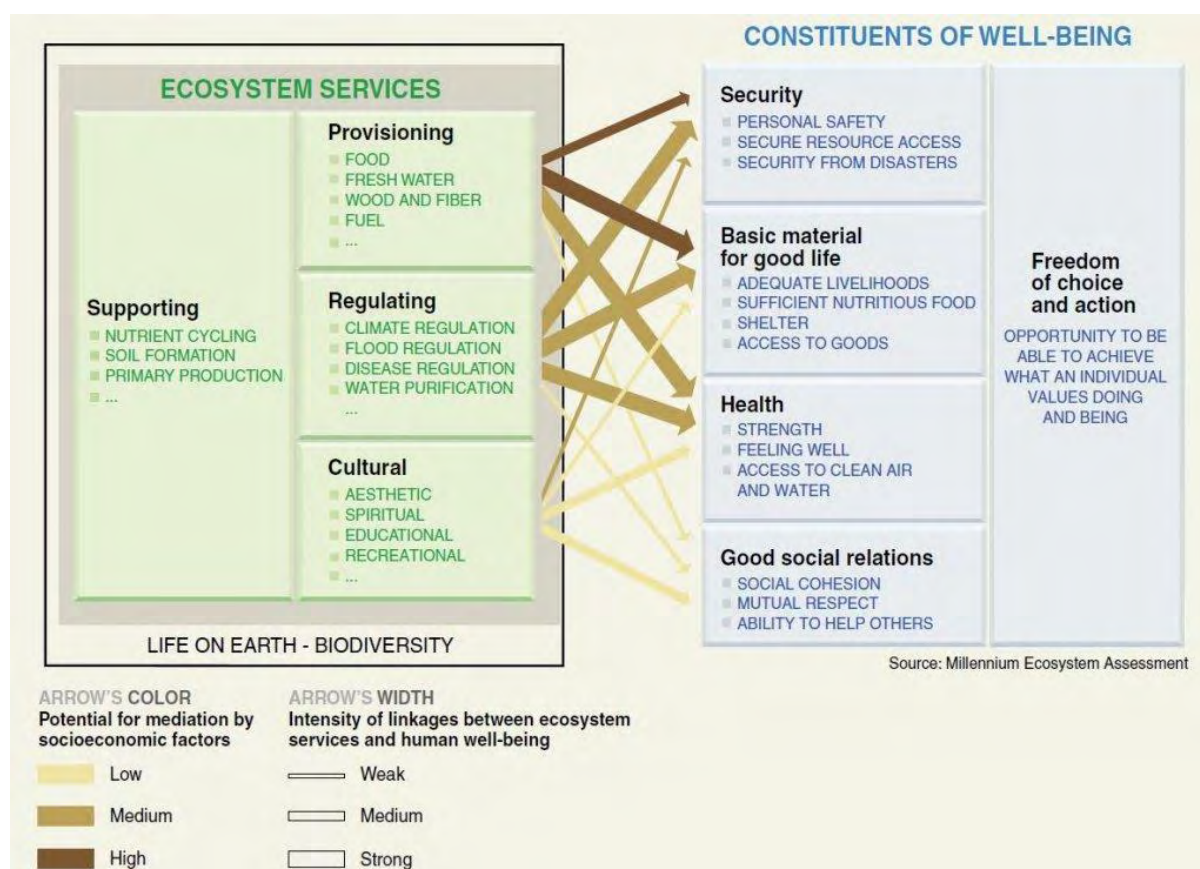 CONSTITUENTS OF WELL-BEING
ECOSYSTEM SERVICES
Supporting
NUTRIENT CYCLING
SOIL FORMATION
PRIMARY PRODUCTION
...
Provisioning
FOOD
FRESH WATER
WOOD AND FIBER
FUEL
...
Regulating
CLIMATE REGULATION
FLOOD REGULATION
DISEASE REGULATION
WATER PURIFICATION
...
Cultural
AESTHETIC
SPIRITUAL
EDUCATIONAL
RECREATIONAL
...
LIFE ON EARTH - BIODIVERSITY
Security
PERSONAL SAFETY
SECURE RESOURCE ACCESS
SECURITY FROM DISASTERS
Basic material
for good life
ADEQUATE LIVELIHOODS
SUFFICIENT NUTRITIOUS FOOD
SHELTER
ACCESS TO GOODS
Health
STRENGTH
FEELING WELL
ACCESS TO CLEAN AIR
AND WATER
Good social relations
SOCIAL COHESION
MUTUAL RESPECT
ABILITY TO HELP OTHERS
Freedom
of choice
and action
OPPORTUNITY TO BE
ABLE TO ACHIEVE
WHAT AN INDIVIDUAL
VALUES DOING
AND BEING
Source: Millennium Ecosystem Assessment
ARROW'S COLOR
Potential for mediation by
socioeconomic factors
Low
Medium
High
ARROW'S WIDTH
Intensity of linkages between ecosystem
services and human well-being
Weak
Medium
Strong